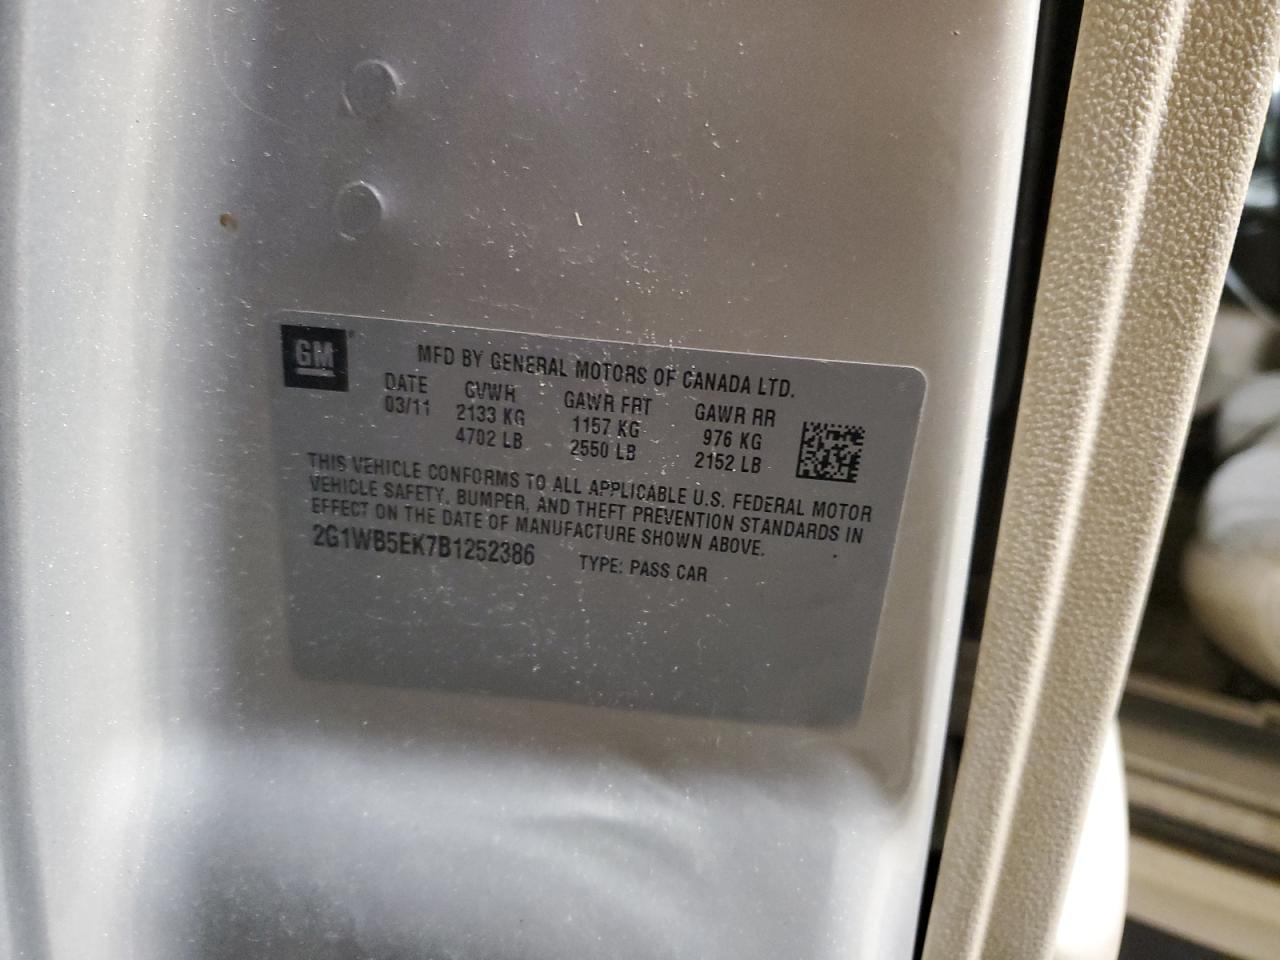 GM
MFD BY GENERAL MOTORS OF CANADA LTD.
DATE GVWR GAWR FRT GAWR RR
03/11 2133 KG 1157 KG 976 KG
4702 LB 2550 LB 2152 LB
THIS VEHICLE CONFORMS TO ALL APPLICABLE U.S. FEDERAL MOTOR
VEHICLE SAFETY, BUMPER, AND THEFT PREVENTION STANDARDS IN
EFFECT ON THE DATE OF MANUFACTURE SHOWN ABOVE.
2G1WB5EK7B1252386 TYPE: PASS CAR